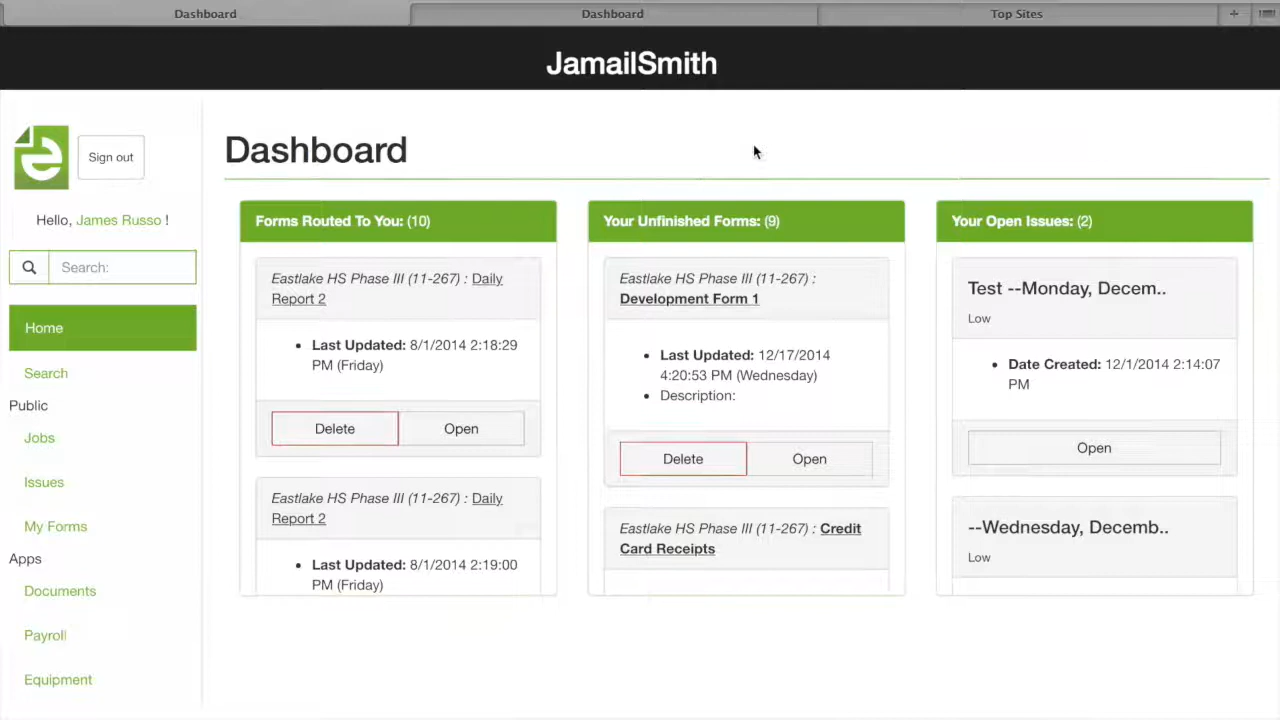 Dashboard
Dashboard
Top Sites
+
JamailSmith
e
Sign out
Hello, James Russo !
Search:
Home
Search
Public
Jobs
Issues
My Forms
Apps
Documents
Payroll
Equipment
Dashboard
Forms Routed To You: (10)
Eastlake HS Phase III (11-267) : Daily
Report 2
Last Updated: 8/1/2014 2:18:29
PM (Friday)
Delete
Open
Eastlake HS Phase III (11-267) : Daily
Report 2
Last Updated: 8/1/2014 2:19:00
PM (Friday)
Your Unfinished Forms: (9)
Eastlake HS Phase III (11-267) :
Development Form 1
Last Updated: 12/17/2014
4:20:53 PM (Wednesday)
Description:
Delete
Open
Eastlake HS Phase III (11-267) : Credit
Card Receipts
Your Open Issues: (2)
Test --Monday, Decem..
Low
Date Created: 12/1/2014 2:14:07
PM
Open
--Wednesday, Decemb..
Low